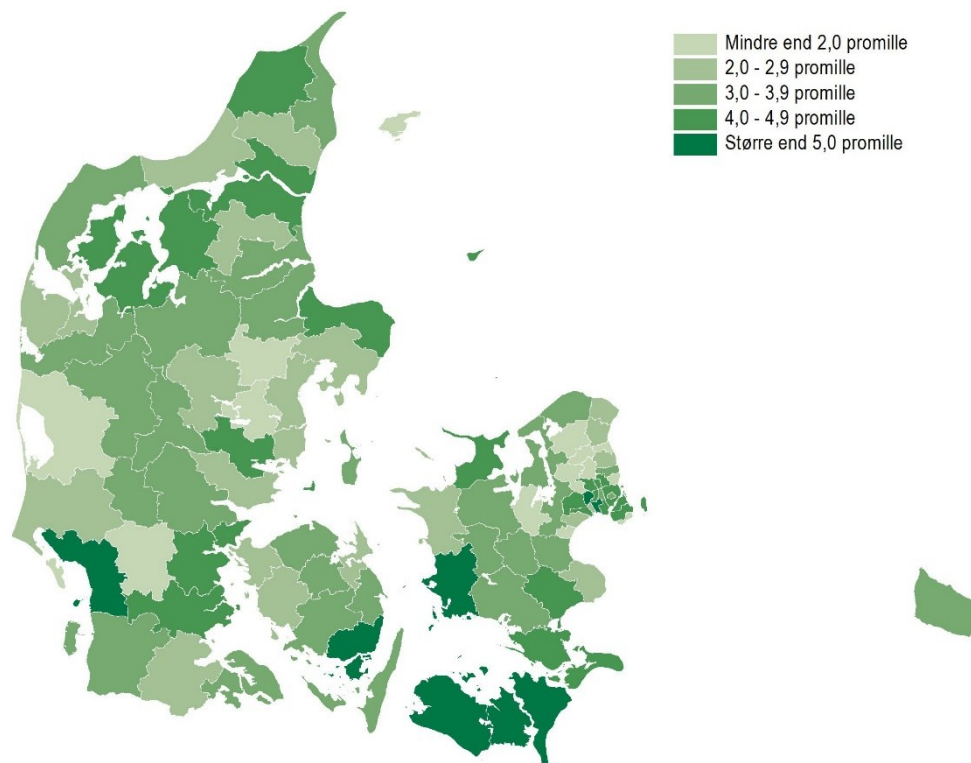 Mindre end 2,0 promille
2,0 - 2,9 promille
3,0 - 3,9 promille
4,0 - 4,9 promille
Større end 5,0 promille